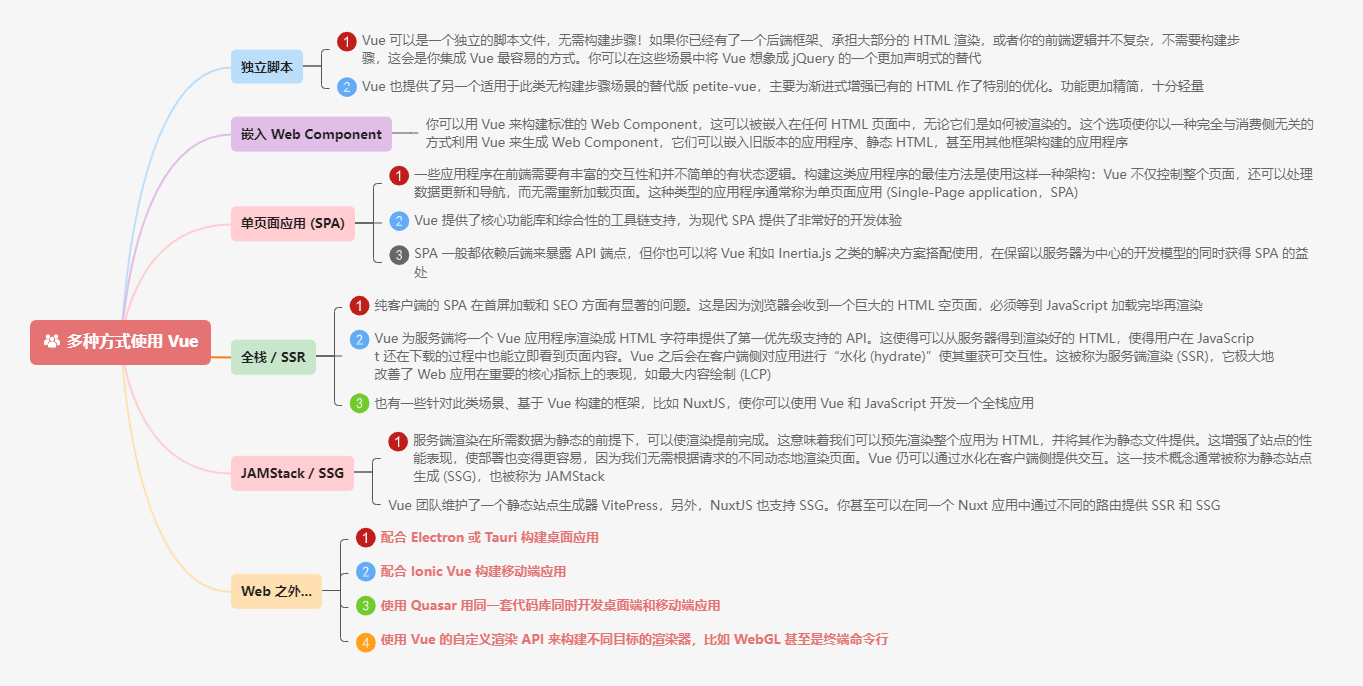 多种方式使用 Vue
独立脚本
1 Vue 可以是一个独立的脚本文件，无需构建步骤！如果你已经有了一个后端框架、承担大部分的 HTML 渲染，或者你的前端逻辑并不复杂，不需要构建步
骤，这会是你集成 Vue 最容易的方式。你可以在这些场景中将 Vue 想象成 jQuery 的一个更加声明式的替代
2 Vue 也提供了另一个适用于此类无构建步骤场景的替代版 petite-vue，主要为渐进式增强已有的 HTML 作了特别的优化。功能更加精简，十分轻量
嵌入 Web Component
你可以用 Vue 来构建标准的 Web Component，这可以被嵌入在任何 HTML 页面中，无论它们是如何被渲染的。这个选项使你以一种完全与消费侧无关的
方式利用 Vue 来生成 Web Component，它们可以嵌入旧版本的应用程序、静态 HTML，甚至用其他框架构建的应用程序
单页面应用 (SPA)
1 一些应用程序在前端需要有丰富的交互性和并不简单的有状态逻辑。构建这类应用程序的最佳方法是使用这样一种架构：Vue 不仅控制整个页面，还可以处理
数据更新和导航，而无需重新加载页面。这种类型的应用程序通常称为单页面应用 (Single-Page application，SPA)
2 Vue 提供了核心功能库和综合性的工具链支持，为现代 SPA 提供了非常好的开发体验
3 SPA 一般都依赖后端来暴露 API 端点，但你也可以将 Vue 和如 Inertia.js 之类的解决方案搭配使用，在保留以服务器为中心的开发模型的同时获得 SPA 的益
处
全栈 / SSR
1 纯客户端的 SPA 在首屏加载和 SEO 方面有显著的问题。这是因为浏览器会收到一个巨大的 HTML 空页面，必须等到 JavaScript 加载完毕再渲染
2 Vue 为服务端将一个 Vue 应用程序渲染成 HTML 字符串提供了第一优先级支持的 API。这使得可以从服务器得到渲染好的 HTML，使得用户在 JavaScrip
t 还在下载的过程中也能立即看到页面内容。Vue 之后会在客户端侧对应用进行“水化 (hydrate)”使其重获可交互性。这被称为服务端渲染 (SSR)，它极大地
改善了 Web 应用在重要的核心指标上的表现，如最大内容绘制 (LCP)
3 也有一些针对此类场景、基于 Vue 构建的框架，比如 NuxtJS，使你可以使用 Vue 和 JavaScript 开发一个全栈应用
JAMStack / SSG
1 服务端渲染在所需数据为静态的前提下，可以使渲染提前完成。这意味着我们可以预先渲染整个应用为 HTML，并将其作为静态文件提供。这增强了站点的性
能表现，使部署也变得更容易，因为我们无需根据请求的不同动态地渲染页面。Vue 仍可以通过水化在客户端侧提供交互。这一技术概念通常被称为静态站点
生成 (SSG)，也被称为 JAMStack
Vue 团队维护了一个静态站点生成器 VitePress，另外，NuxtJS 也支持 SSG。你甚至可以在同一个 Nuxt 应用中通过不同的路由提供 SSR 和 SSG
Web 之外...
1 配合 Electron 或 Tauri 构建桌面应用
2 配合 Ionic Vue 构建移动端应用
3 使用 Quasar 用同一套代码库同时开发桌面端和移动端应用
4 使用 Vue 的自定义渲染 API 来构建不同目标的渲染器，比如 WebGL 甚至是终端命令行